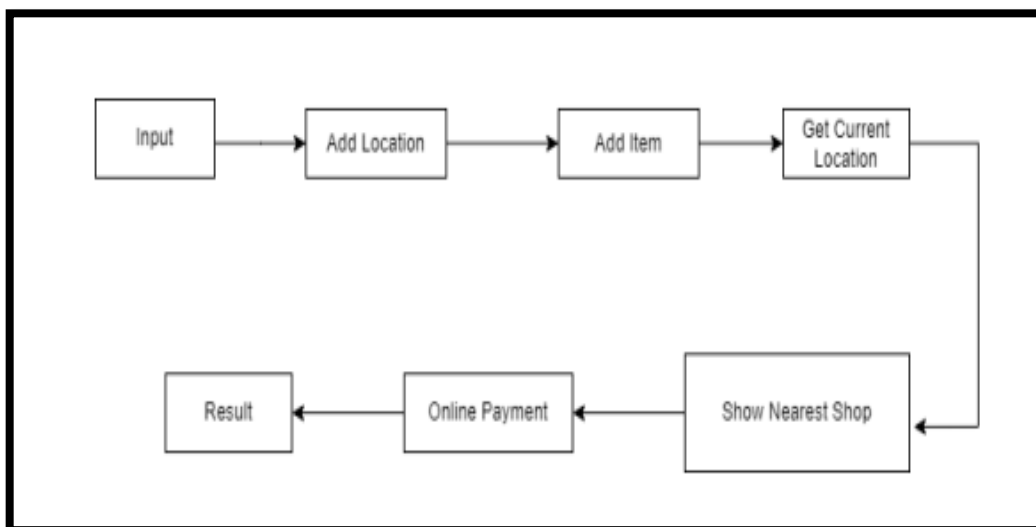 Input
Add Location
Add Item
Get Current
Location
Show Nearest Shop
Online Payment
Result